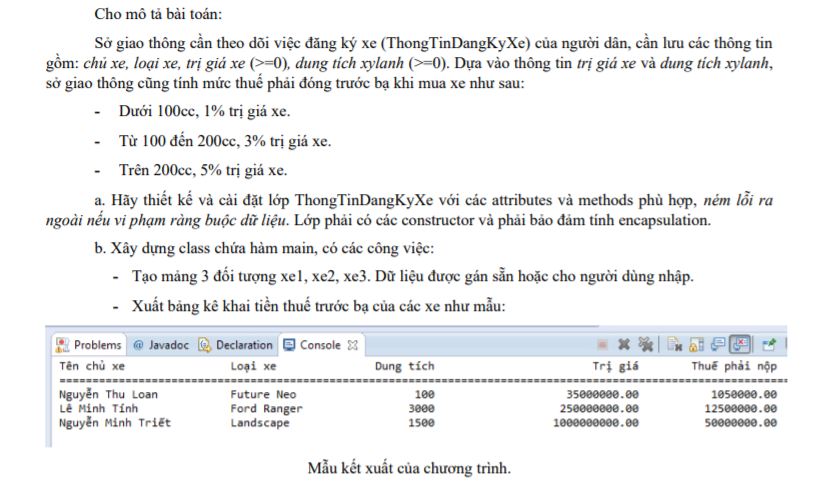 Cho mô tả bài toán:
Sở giao thông cần theo dõi việc đăng ký xe (ThongTinDangKyXe) của người dân, cần lưu các thông tin
gồm: chủ xe, loại xe, trị giá xe (>=0), dung tích xylanh (>=0). Dựa vào thông tin trị giá xe và dung tích xylanh,
sở giao thông cũng tính mức thuế phải đóng trước bạ khi mua xe như sau:
- Dưới 100cc, 1% trị giá xe.
- Từ 100 đến 200cc, 3% trị giá xe.
- Trên 200cc, 5% trị giá xe.
a. Hãy thiết kế và cài đặt lớp ThongTinDangKyXe với các attributes và methods phù hợp, ném lỗi ra
ngoài nếu vi phạm ràng buộc dữ liệu. Lớp phải có các constructor và phải bảo đảm tính encapsulation.
b. Xây dựng class chứa hàm main, có các công việc:
- Tạo mảng 3 đối tượng xe1, xe2, xe3. Dữ liệu được gán sẵn hoặc cho người dùng nhập.
- Xuất bảng kê khai tiền thuế trước bạ của các xe như mẫu:
Problems @ Javadoc Declaration Console
Tên chủ xe Loại xe Dung tích Trị giá Thuế phải nộp
Nguyễn Thu Loan Future Neo 100 35000000.00 1050000.00
Lê Minh Tính Ford Ranger 3000 250000000.00 12500000.00
Nguyễn Minh Triết Landscape 1500 1000000000.00 50000000.00
Mẫu kết xuất của chương trình.